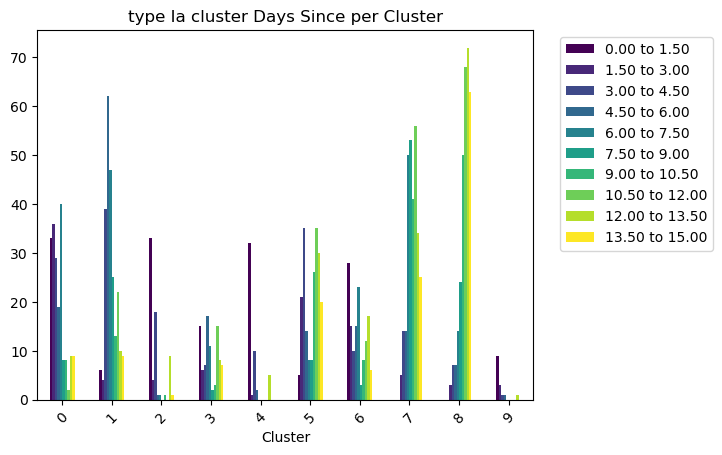 type Ia cluster Days Since per Cluster
70
60
50
40
30
20
10
0
0 1 2 3 4 5 6 7 8 9
Cluster
0.00 to 1.50
1.50 to 3.00
3.00 to 4.50
4.50 to 6.00
6.00 to 7.50
7.50 to 9.00
9.00 to 10.50
10.50 to 12.00
12.00 to 13.50
13.50 to 15.00